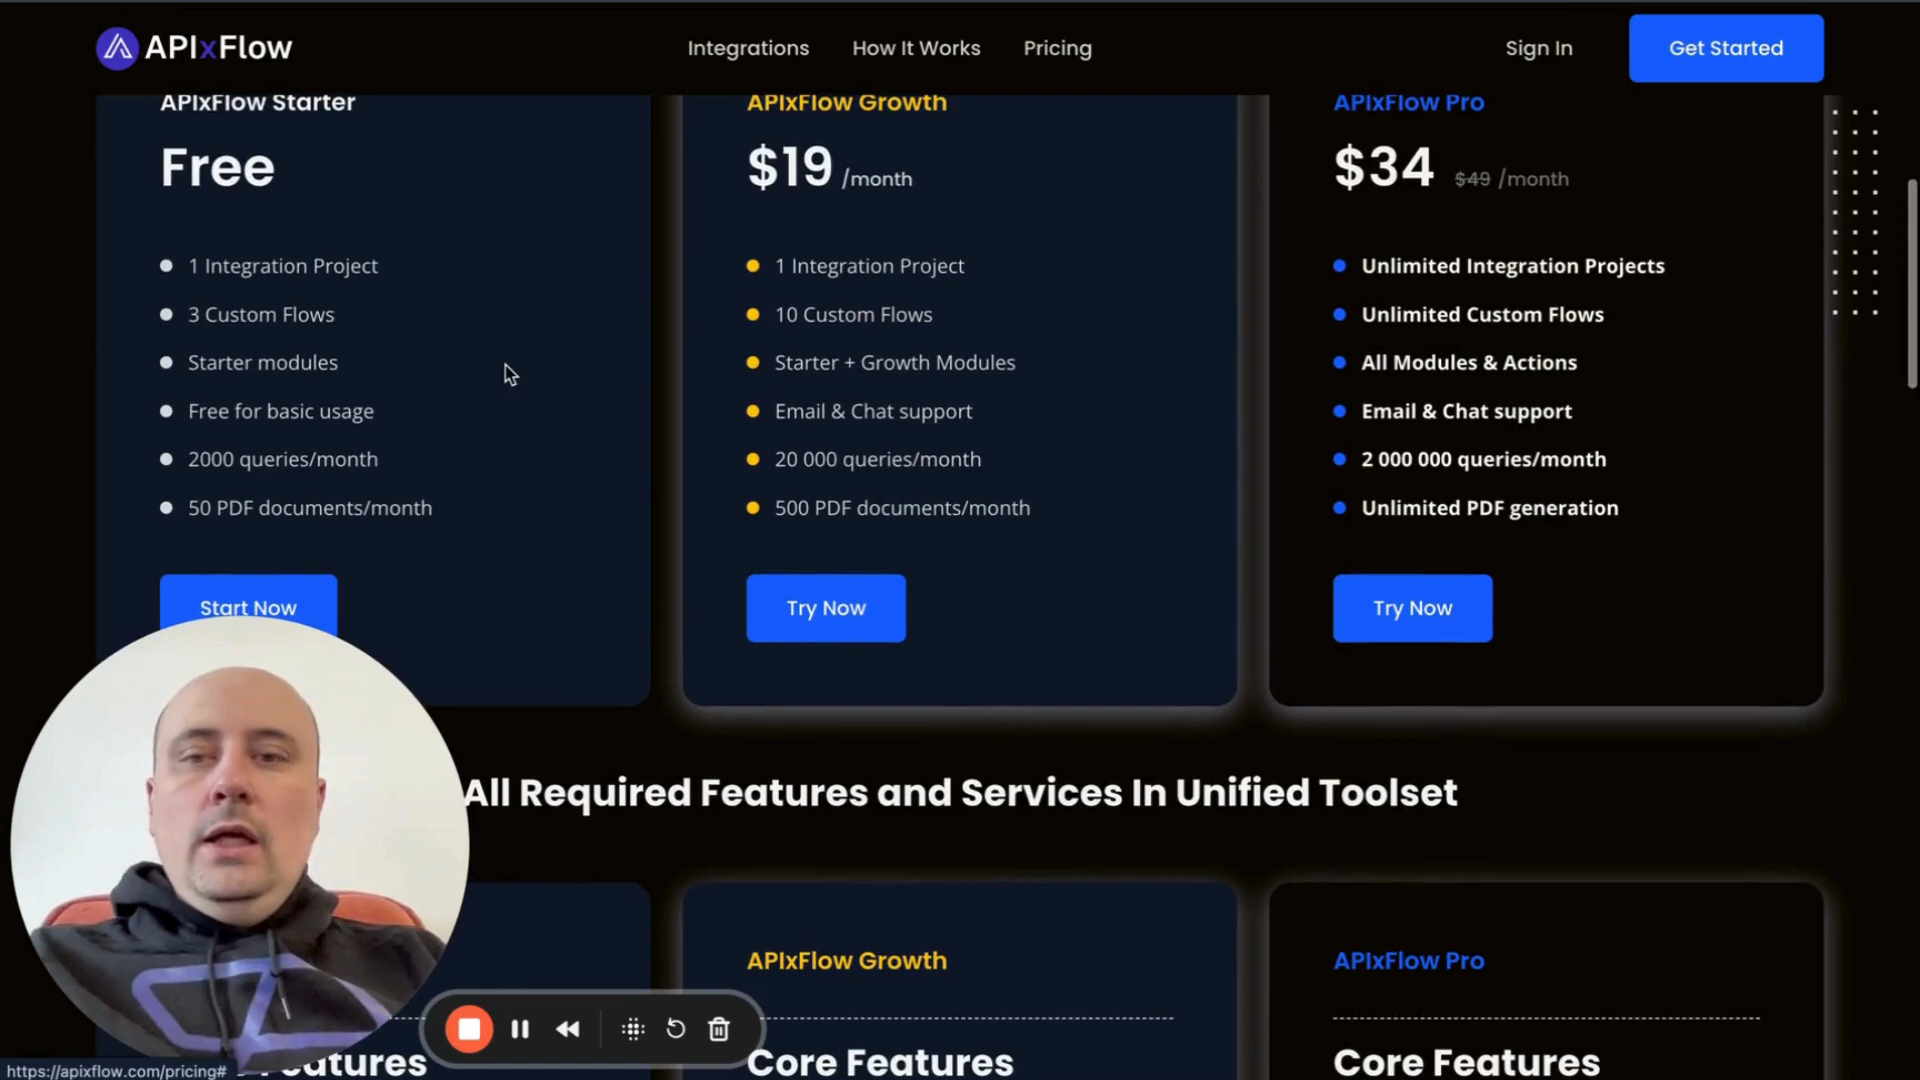 APIxFlow
Integrations
How It Works
Pricing
Sign In
Get Started
APIxFlow Starter
Free
1 Integration Project
3 Custom Flows
Starter modules
Free for basic usage
2000 queries/month
50 PDF documents/month
Start Now
APIxFlow Growth
$19 /month
1 Integration Project
10 Custom Flows
Starter + Growth Modules
Email & Chat support
20 000 queries/month
500 PDF documents/month
Try Now
APIxFlow Pro
$34 $49 /month
Unlimited Integration Projects
Unlimited Custom Flows
All Modules & Actions
Email & Chat support
2 000 000 queries/month
Unlimited PDF generation
Try Now
All Required Features and Services In Unified Toolset
APIxFlow Growth
Core Features
APIxFlow Pro
Core Features
https://apixflow.com/pricing#